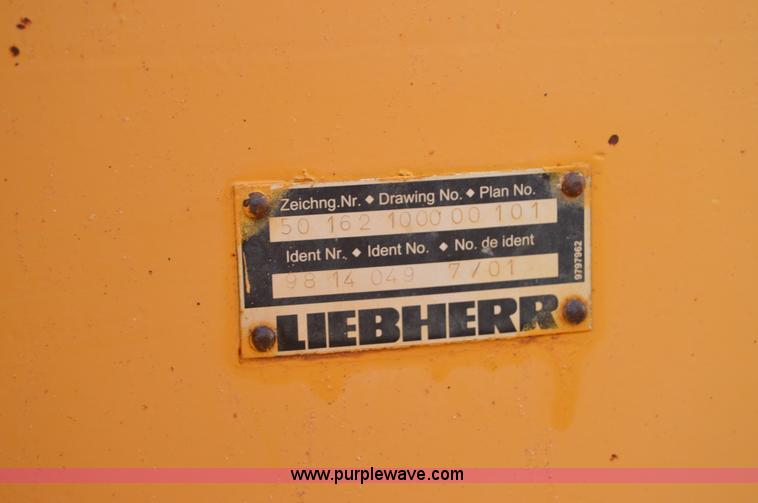 Zeichng.Nr. ◆ Drawing No. ◆ Plan No.
50 162 1000 00 101
Ident Nr. ◆ Ident No. ◆ No. de ident
98 14 049 7/01
9797962
LIEBHERR
www.purplewave.com